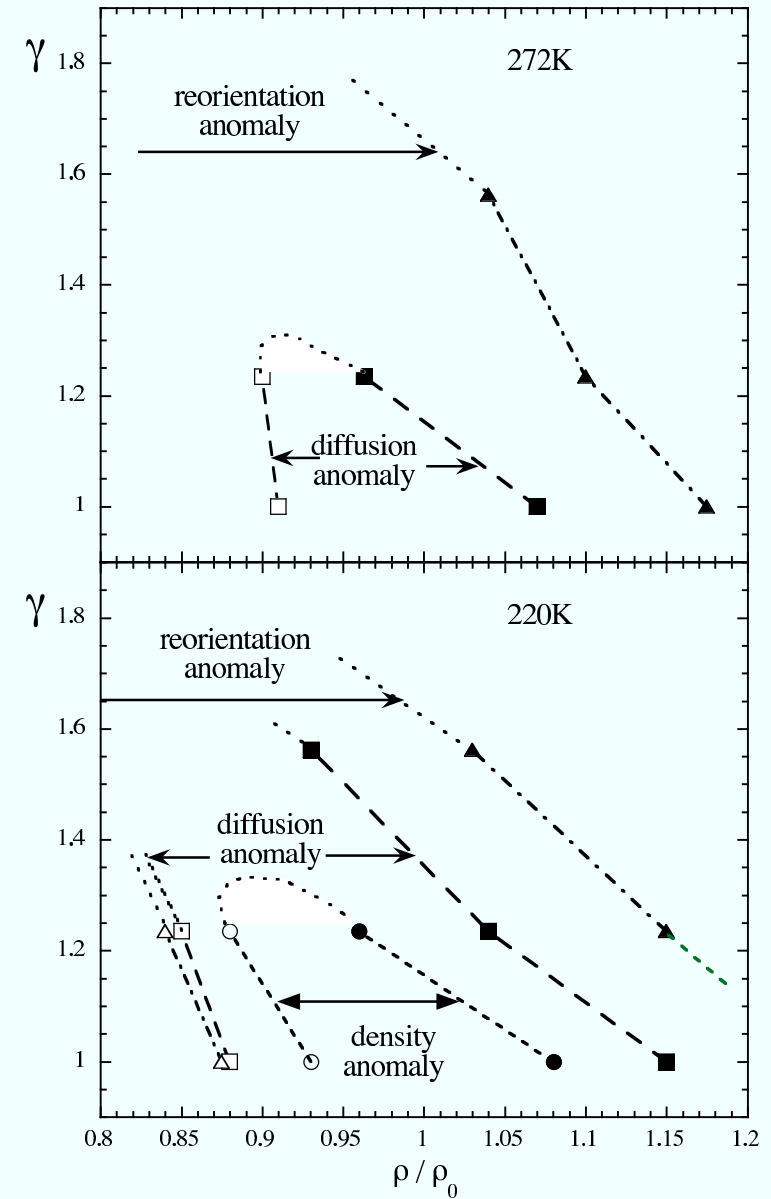 γ
1.8
272K
reorientation
anomaly
1.6
1.4
1.2
diffusion
anomaly
1
γ
1.8
220K
reorientation
anomaly
1.6
diffusion
anomaly
1.4
1.2
density
anomaly
1
0.8 0.85 0.9 0.95 1 1.05 1.1 1.15 1.2
ρ / ρ0